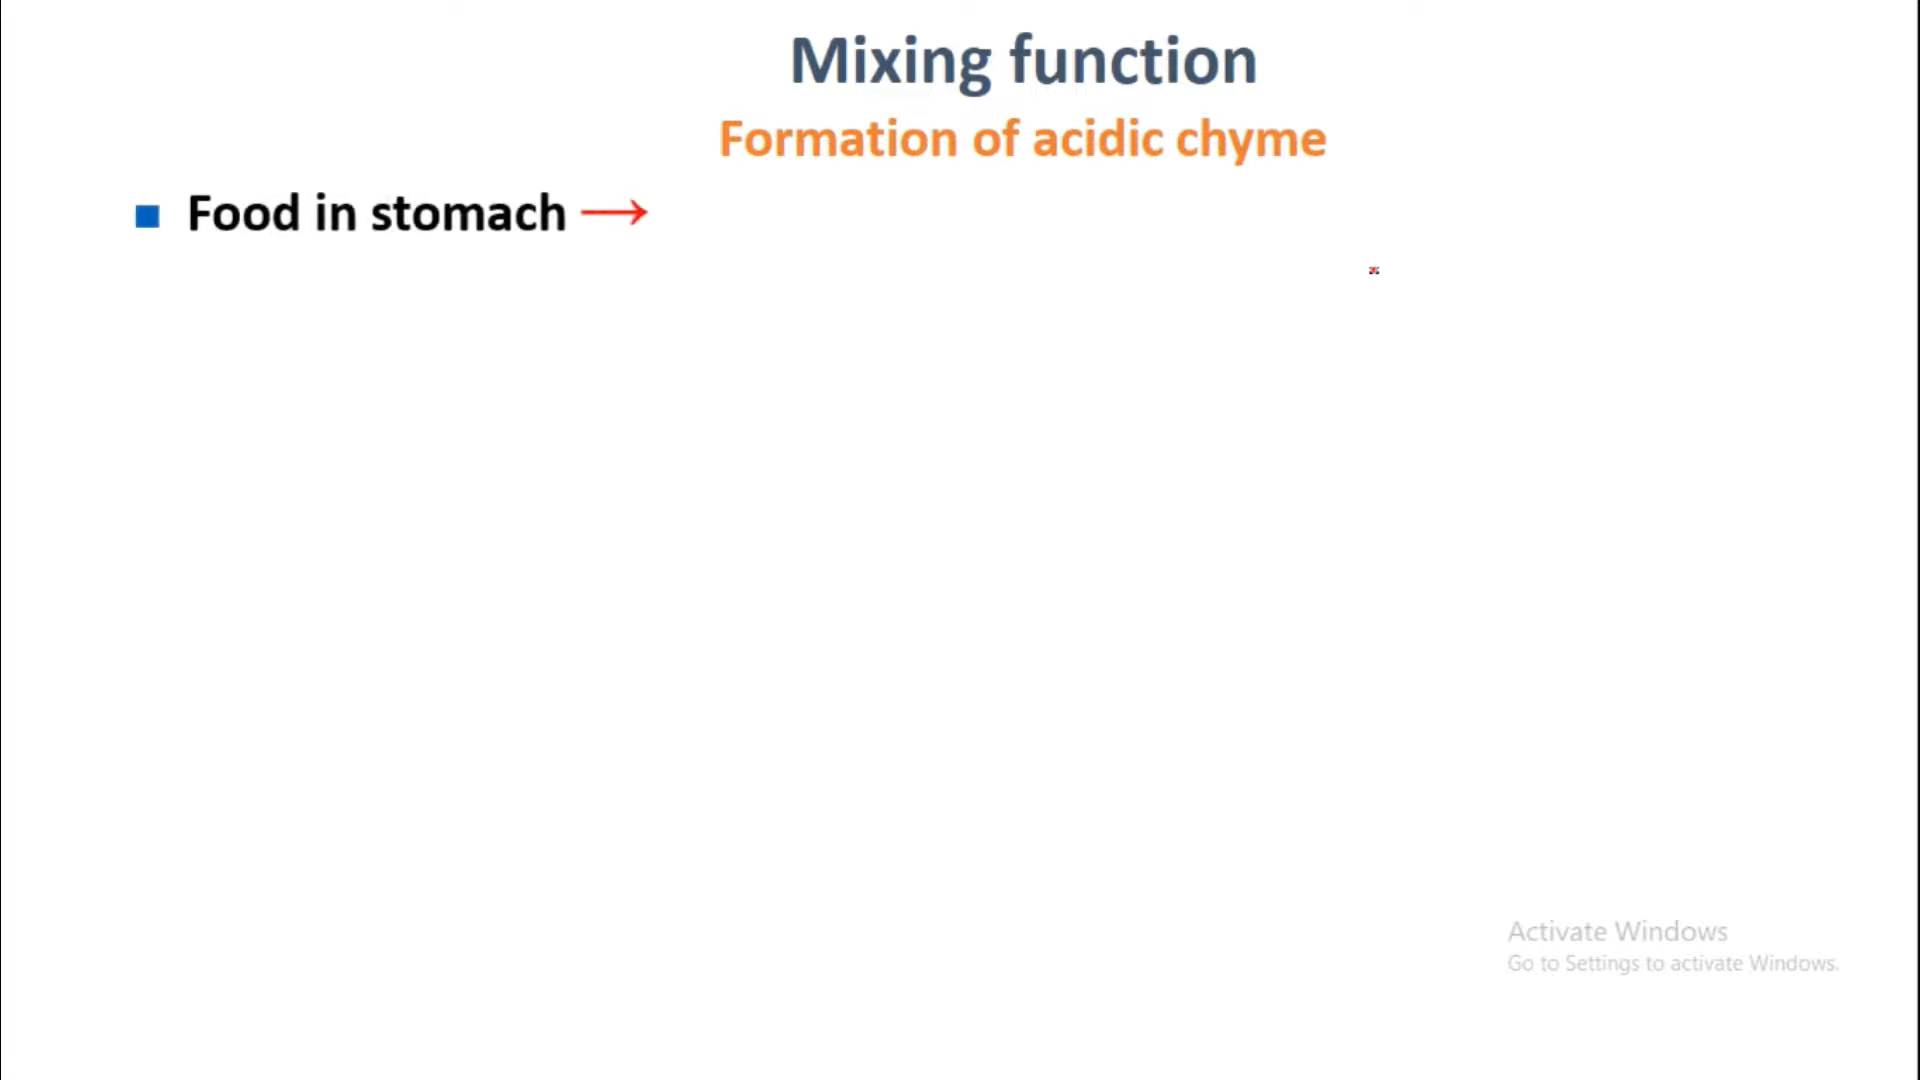 Mixing function
Formation of acidic chyme
■ Food in stomach →
Activate Windows
Go to Settings to activate Windows.